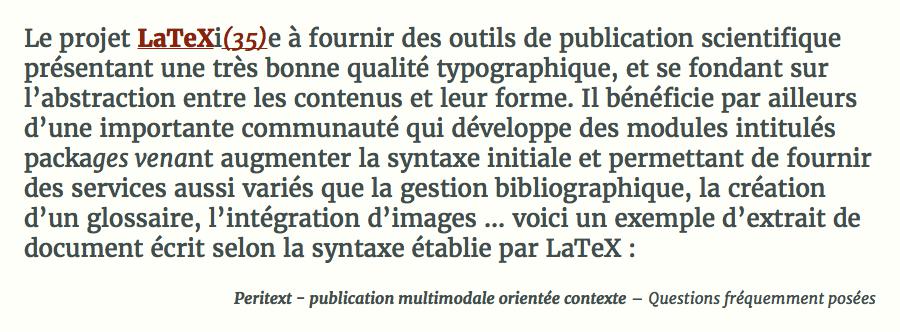 Le projet LaTeXi(35)e à fournir des outils de publication scientifique
présentant une très bonne qualité typographique, et se fondant sur
l’abstraction entre les contenus et leur forme. Il bénéficie par ailleurs
d’une importante communauté qui développe des modules intitulés
packages venant augmenter la syntaxe initiale et permettant de fournir
des services aussi variés que la gestion bibliographique, la création
d’un glossaire, l’intégration d’images ... voici un exemple d’extrait de
document écrit selon la syntaxe établie par LaTeX :
Peritext - publication multimodale orientée contexte – Questions fréquemment posées